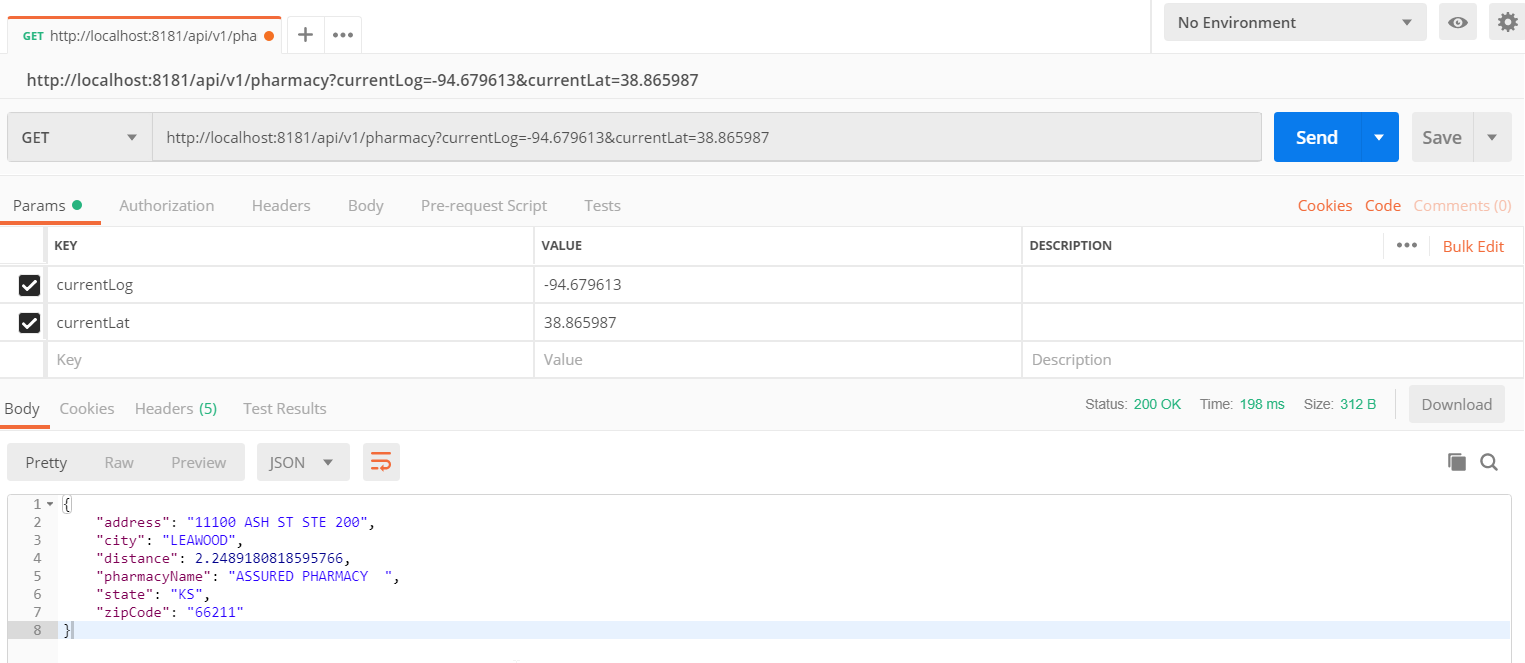 GET http://localhost:8181/api/v1/pha
No Environment
http://localhost:8181/api/v1/pharmacy?currentLog=-94.679613&currentLat=38.865987
GET http://localhost:8181/api/v1/pharmacy?currentLog=-94.679613&currentLat=38.865987 Send Save
Params Authorization Headers Body Pre-request Script Tests Cookies Code Comments (0)
KEY VALUE DESCRIPTION Bulk Edit
currentLog -94.679613
currentLat 38.865987
Key Value Description
Body Cookies Headers (5) Test Results Status: 200 OK Time: 198 ms Size: 312 B Download
Pretty Raw Preview JSON
1 {
2 "address": "11100 ASH ST STE 200",
3 "city": "LEAWOOD",
4 "distance": 2.2489180818595766,
5 "pharmacyName": "ASSURED PHARMACY  ",
6 "state": "KS",
7 "zipCode": "66211"
8 }